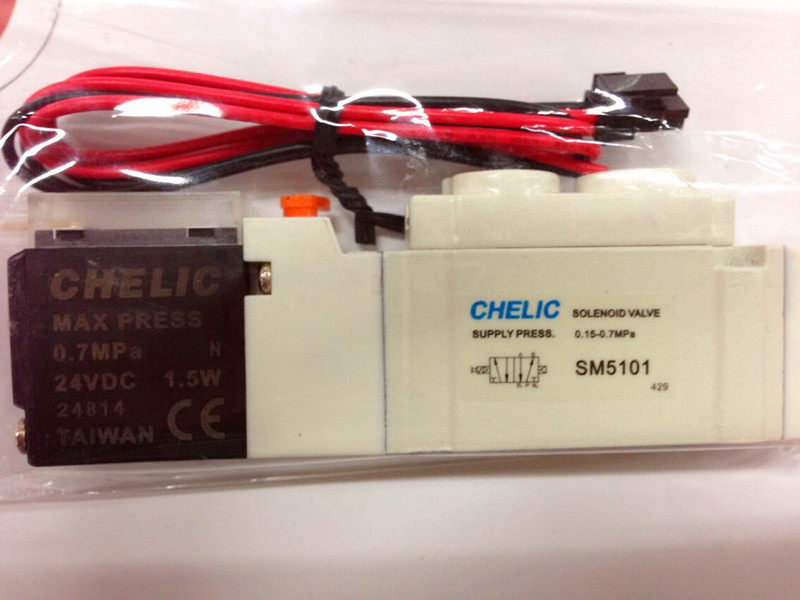 CHELIC
MAX PRESS
0.7MPa N
24VDC 1.5W
24814
TAIWAN CE
CHELIC SOLENOID VALVE
SUPPLY PRESS. 0.15-0.7MPa
SM5101
429